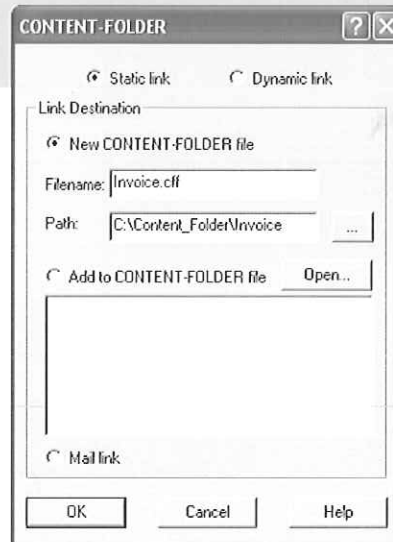 CONTENT-FOLDER
Static link Dynamic link
Link Destination
New CONTENT-FOLDER file
Filename: Invoice.cff
Path: C:\Content_Folder\Invoice ...
Add to CONTENT-FOLDER file Open...
Mail link
OK Cancel Help